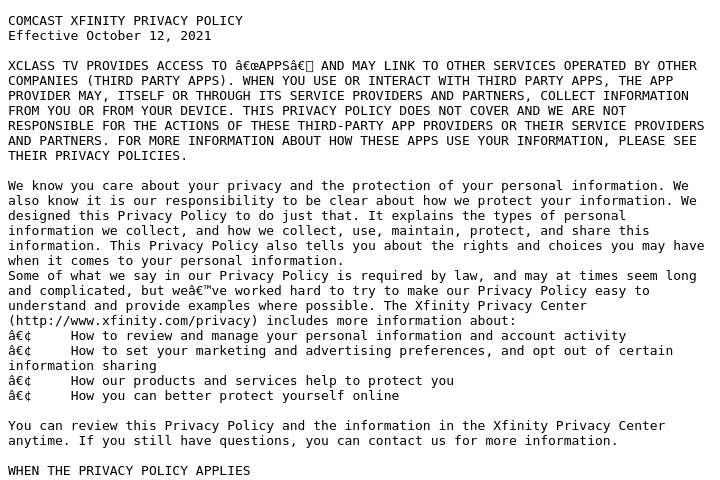 COMCAST XFINITY PRIVACY POLICY
Effective October 12, 2021
XCLASS TV PROVIDES ACCESS TO â€œAPPSâ€ AND MAY LINK TO OTHER SERVICES OPERATED BY OTHER
COMPANIES (THIRD PARTY APPS). WHEN YOU USE OR INTERACT WITH THIRD PARTY APPS, THE APP
PROVIDER MAY, ITSELF OR THROUGH ITS SERVICE PROVIDERS AND PARTNERS, COLLECT INFORMATION
FROM YOU OR FROM YOUR DEVICE. THIS PRIVACY POLICY DOES NOT COVER AND WE ARE NOT
RESPONSIBLE FOR THE ACTIONS OF THESE THIRD-PARTY APP PROVIDERS OR THEIR SERVICE PROVIDERS
AND PARTNERS. FOR MORE INFORMATION ABOUT HOW THESE APPS USE YOUR INFORMATION, PLEASE SEE
THEIR PRIVACY POLICIES.
We know you care about your privacy and the protection of your personal information. We
also know it is our responsibility to be clear about how we protect your information. We
designed this Privacy Policy to do just that. It explains the types of personal
information we collect, and how we collect, use, maintain, protect, and share this
information. This Privacy Policy also tells you about the rights and choices you may have
when it comes to your personal information.
Some of what we say in our Privacy Policy is required by law, and may at times seem long
and complicated, but weâ€™ve worked hard to try to make our Privacy Policy easy to
understand and provide examples where possible. The Xfinity Privacy Center
(http://www.xfinity.com/privacy) includes more information about:
â€¢ How to review and manage your personal information and account activity
â€¢ How to set your marketing and advertising preferences, and opt out of certain
information sharing
â€¢ How our products and services help to protect you
â€¢ How you can better protect yourself online
You can review this Privacy Policy and the information in the Xfinity Privacy Center
anytime. If you still have questions, you can contact us for more information.
WHEN THE PRIVACY POLICY APPLIES